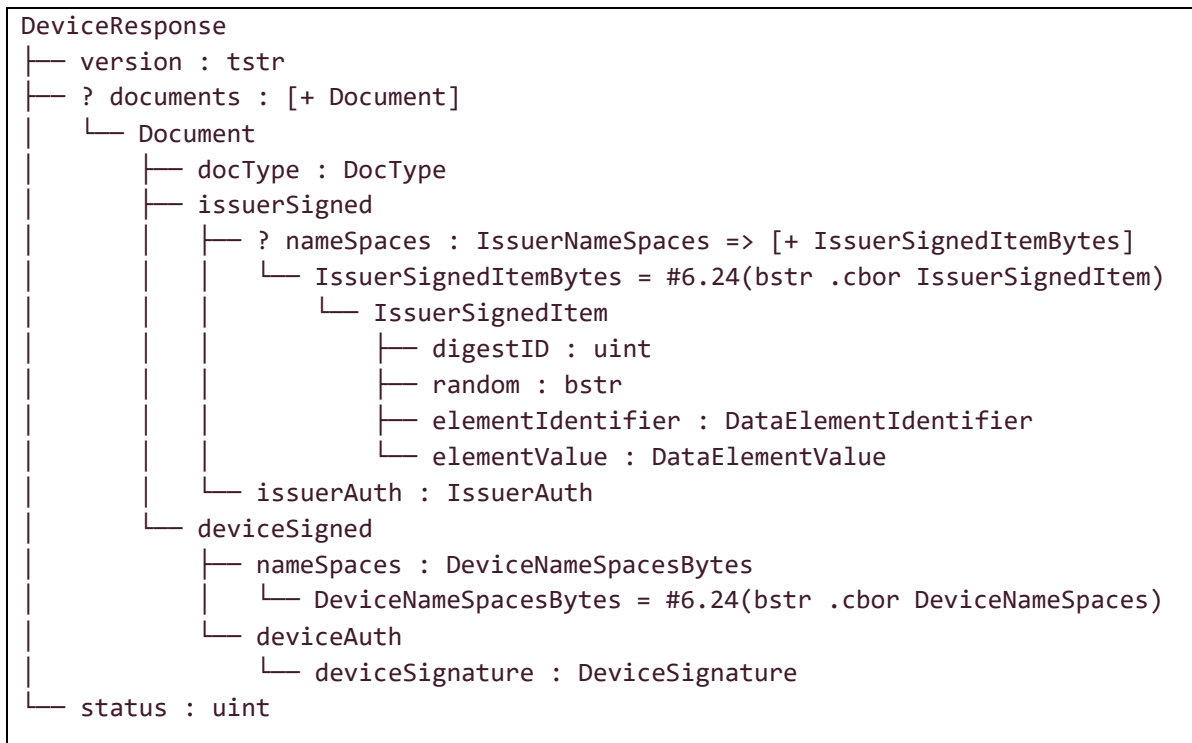 DeviceResponse
├── version : tstr
├── ? documents : [+ Document]
│   └── Document
│       ├── docType : DocType
│       ├── issuerSigned
│       │   ├── ? nameSpaces : IssuerNameSpaces => [+ IssuerSignedItemBytes]
│       │   │   └── IssuerSignedItemBytes = #6.24(bstr .cbor IssuerSignedItem)
│       │   │       └── IssuerSignedItem
│       │   │           ├── digestID : uint
│       │   │           ├── random : bstr
│       │   │           ├── elementIdentifier : DataElementIdentifier
│       │   │           └── elementValue : DataElementValue
│       │   └── issuerAuth : IssuerAuth
│       └── deviceSigned
│           ├── nameSpaces : DeviceNameSpacesBytes
│           │   └── DeviceNameSpacesBytes = #6.24(bstr .cbor DeviceNameSpaces)
│           └── deviceAuth
│               └── deviceSignature : DeviceSignature
└── status : uint